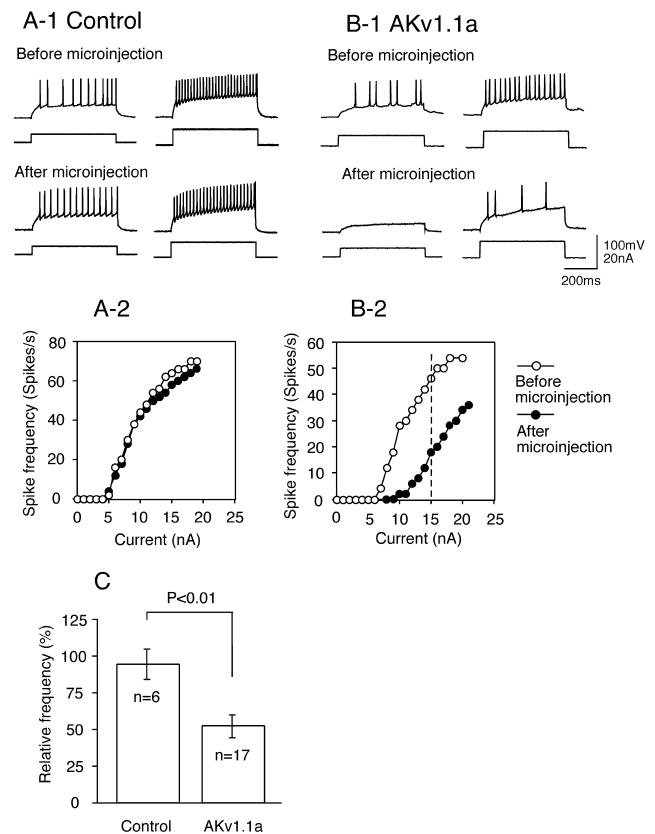 A-1 Control
B-1 AKv1.1a
Before microinjection
Before microinjection
After microinjection
After microinjection
100mV
20nA
200ms
A-2
B-2
Spike frequency (Spikes/s)
80
60
40
20
0
0 5 10 15 20 25
Current (nA)
Spike frequency (Spikes/s)
60
50
40
30
20
10
0
0 5 10 15 20 25
Current (nA)
Before
microinjection
After
microinjection
C
P<0.01
Relative frequency (%)
125
100
75
50
25
0
n=6
n=17
Control AKv1.1a